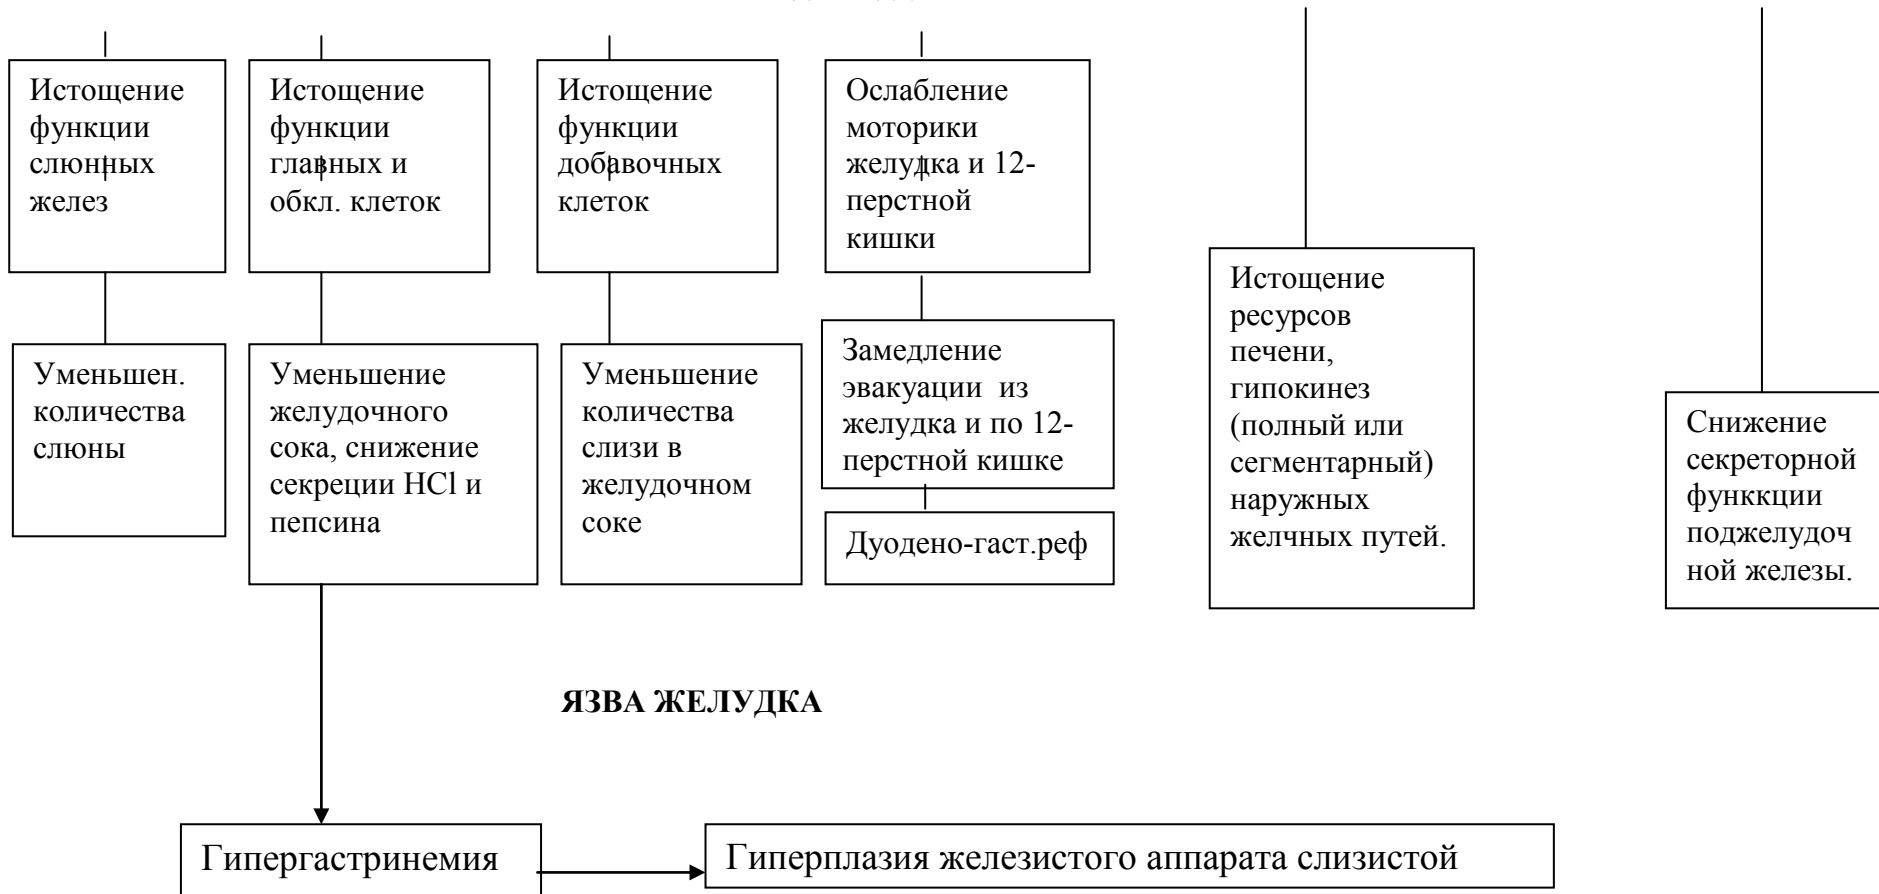 Истощение
функции
слюнных
желез
Истощение
функции
главных и
обкл. клеток
Истощение
функции
добавочных
клеток
Ослабление
моторики
желудка и 12-
перстной
кишки
Уменьшен.
количества
слюны
Уменьшение
желудочного
сока, снижение
секреции HCl и
пепсина
Уменьшение
количества
слизи в
желудочном
соке
Замедление
эвакуации из
желудка и по 12-
перстной кишке
Дуодено-гаст.реф
Истощение
ресурсов
печени,
гипокинез
(полный или
сегментарный)
наружных
желчных путей.
Снижение
секреторной
функкции
поджелудоч
ной железы.
ЯЗВА ЖЕЛУДКА
Гипергастринемия
Гиперплазия железистого аппарата слизистой